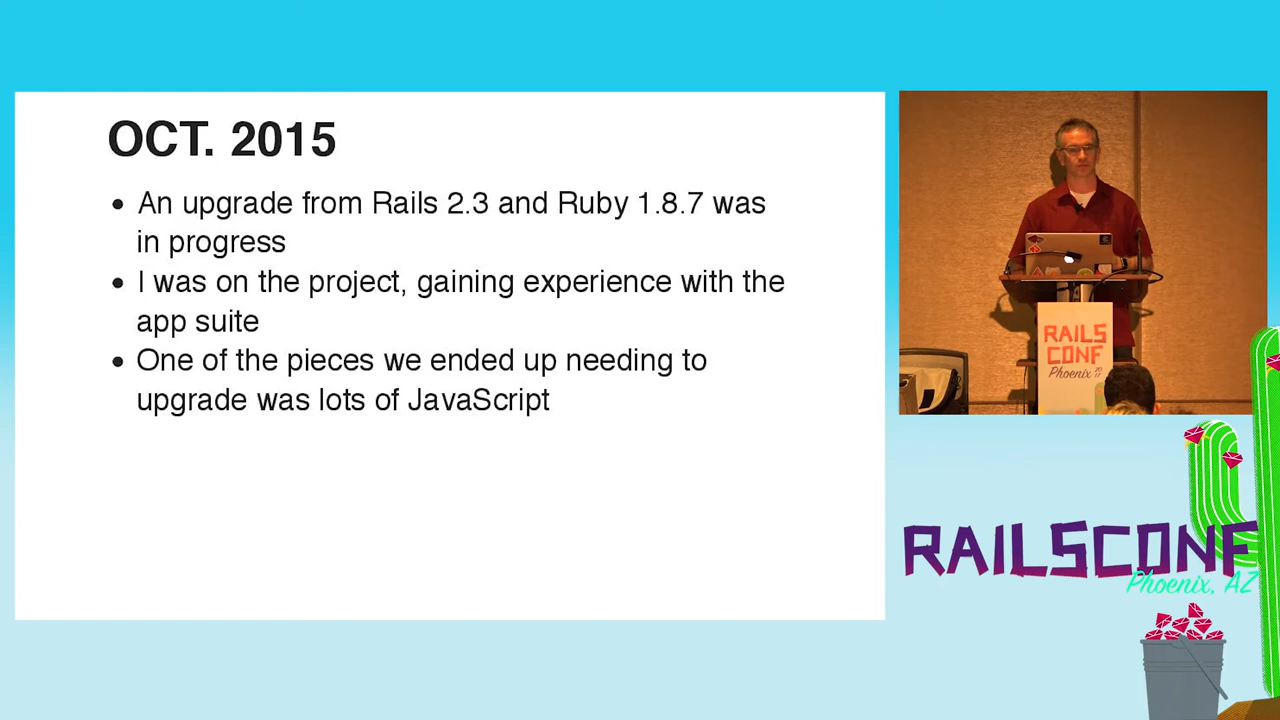 OCT. 2015
• An upgrade from Rails 2.3 and Ruby 1.8.7 was
in progress
• I was on the project, gaining experience with the
app suite
• One of the pieces we ended up needing to
upgrade was lots of JavaScript
RAILS
CONF
Phoenix 20
17
RAILSCONF
Phoenix, AZ